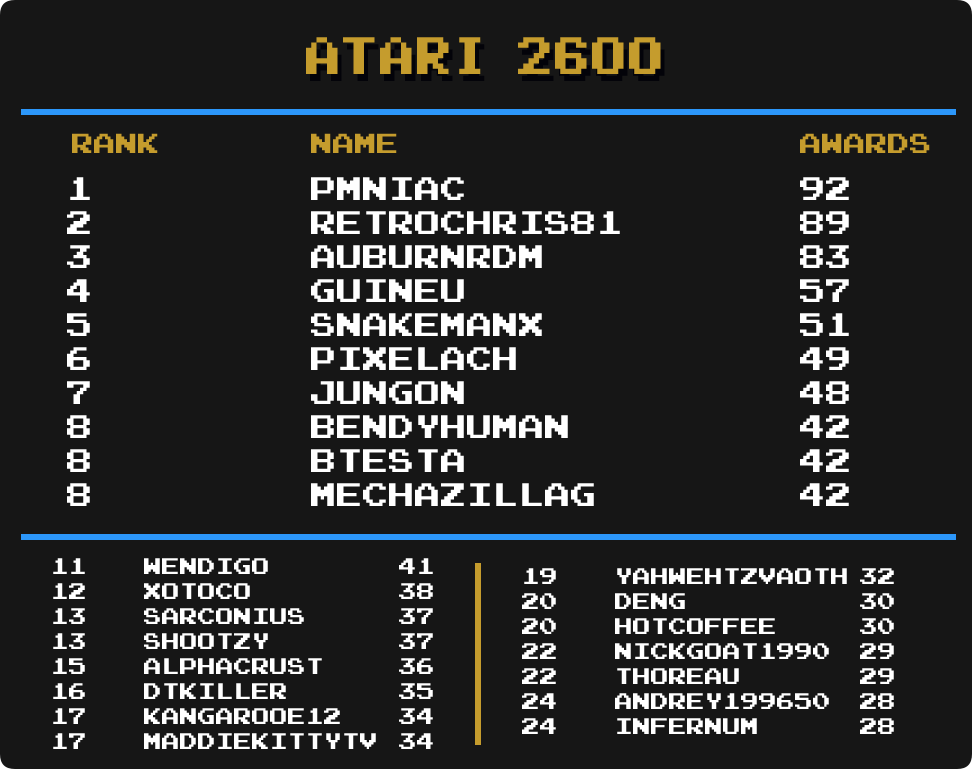 ATARI 2600
RANK NAME AWARDS
1 PMNIAC 92
2 RETROCHRIS81 89
3 AUBURNRDM 83
4 GUINEU 57
5 SNAKEMANX 51
6 PIXELACH 49
7 JUNGON 48
8 BENDYHUMAN 42
8 BTESTA 42
8 MECHAZILLAG 42
11 WENDIGO 41
12 XOTOCO 38
13 SARCONIUS 37
13 SHOOTZY 37
15 ALPHACRUST 36
16 DTKILLER 35
17 KANGAROOE12 34
17 MADDIEKITTYTV 34
19 YAHWEHTZVAOTH 32
20 DENG 30
20 HOTCOFFEE 30
22 NICKGOAT1990 29
22 THOREAU 29
24 ANDREY199650 28
24 INFERNUM 28